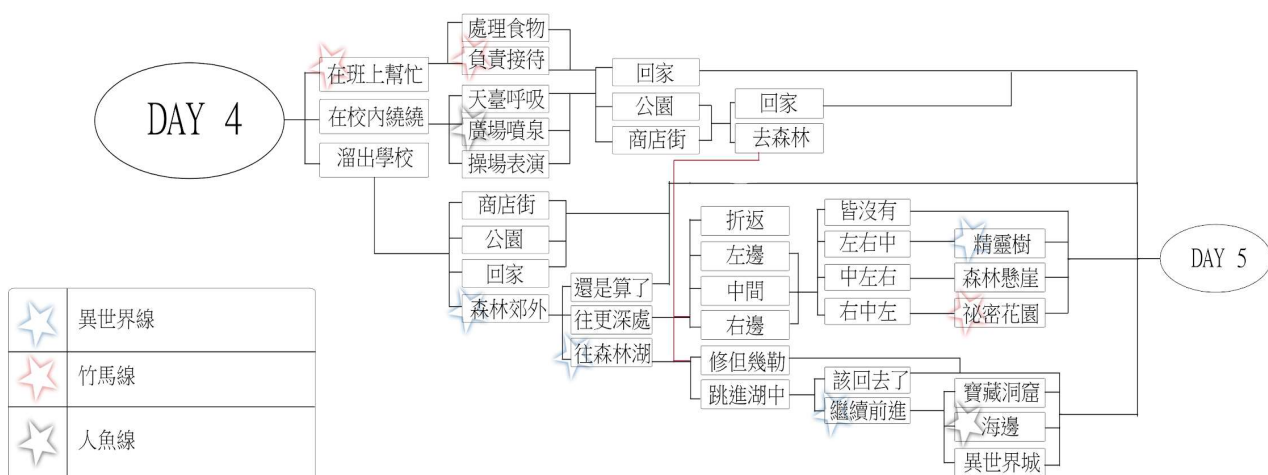 DAY 4
在班上幫忙
在校內繞繞
溜出學校
處理食物
負責接待
天臺呼吸
廣場噴泉
操場表演
回家
公園
商店街
回家
去森林
商店街
公園
回家
森林郊外
還是算了
往更深處
往森林湖
折返
左邊
中間
右邊
皆沒有
左右中
中左右
右中左
精靈樹
森林懸崖
祕密花園
修但幾勒
跳進湖中
該回去了
繼續前進
寶藏洞窟
海邊
異世界城
DAY 5
異世界線
竹馬線
人魚線